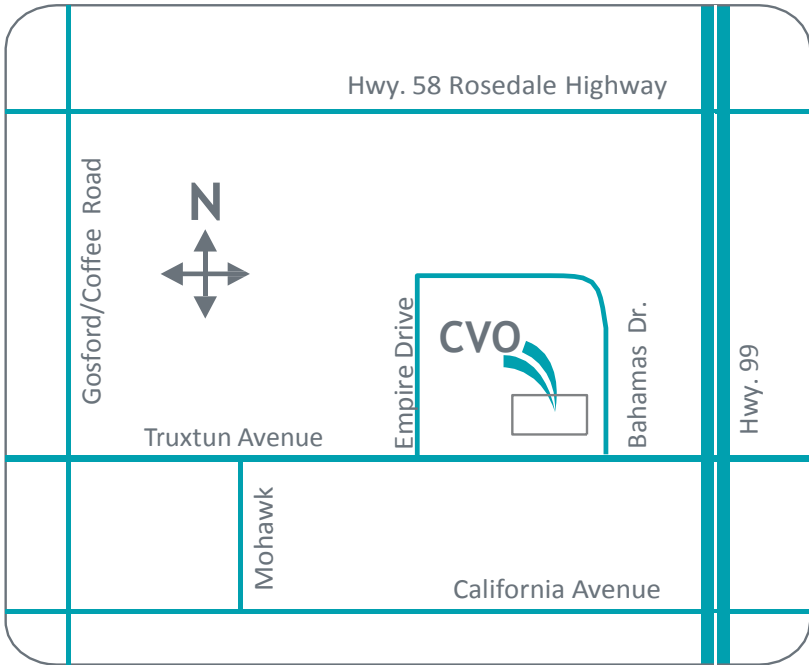 Hwy. 58 Rosedale Highway
Gosford/Coffee Road
N
Empire Drive
CVO
Bahamas Dr.
Hwy. 99
Truxtun Avenue
Mohawk
California Avenue